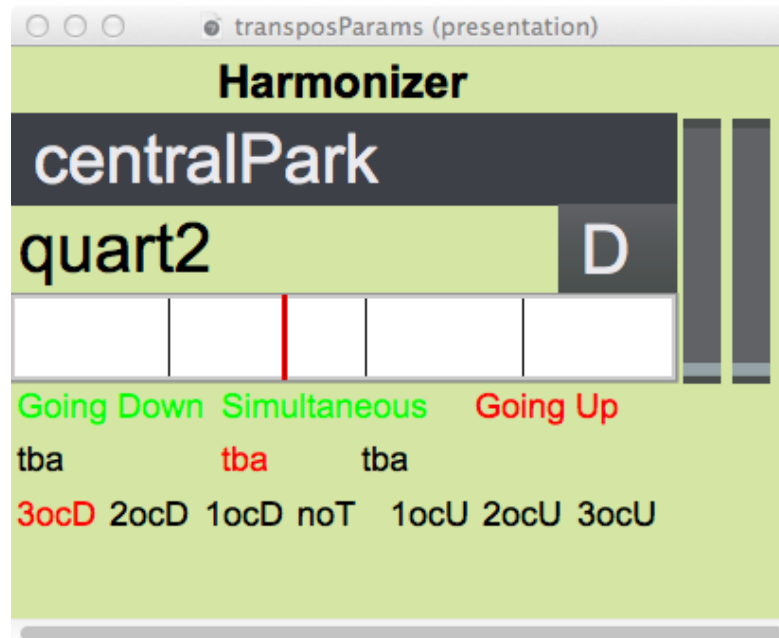 transposParams (presentation)
Harmonizer
centralPark
quart2 D
Going Down Simultaneous Going Up
tba tba tba
3ocD 2ocD 1ocD noT 1ocU 2ocU 3ocU